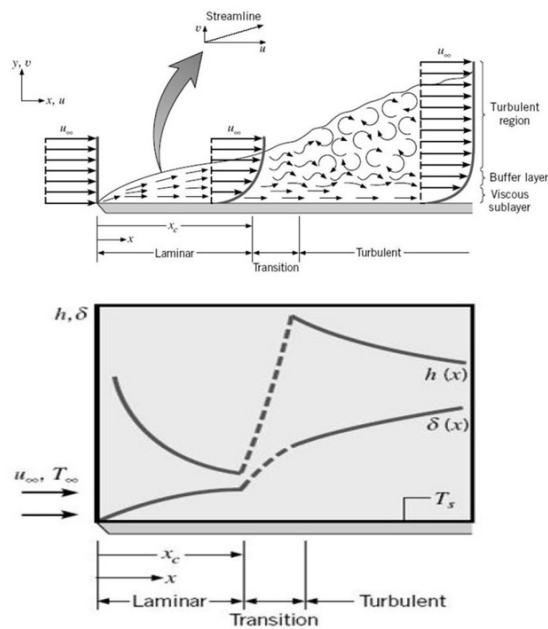 Streamline
v
u
y, v
x, u
u∞
u∞
u∞
Turbulent
region
Buffer layer
Viscous
sublayer
xc
x
Laminar
Transition
Turbulent
h, δ
h (x)
δ (x)
u∞, T∞
Ts
xc
x
Laminar
Transition
Turbulent